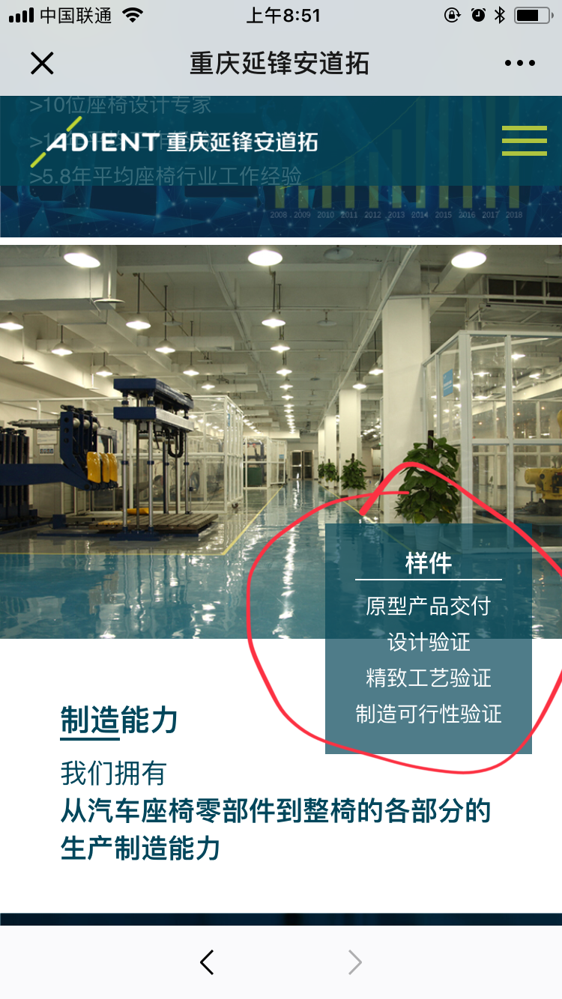 中国联通
上午8:51
重庆延锋安道拓
>10位座椅设计专家
ADIENT 重庆延锋安道拓
>5.8年平均座椅行业工作经验
2008 2009 2010 2011 2012 2013 2014 2015 2016 2017 2018
样件
原型产品交付
设计验证
精致工艺验证
制造可行性验证
制造能力
我们拥有
从汽车座椅零部件到整椅的各部分的
生产制造能力